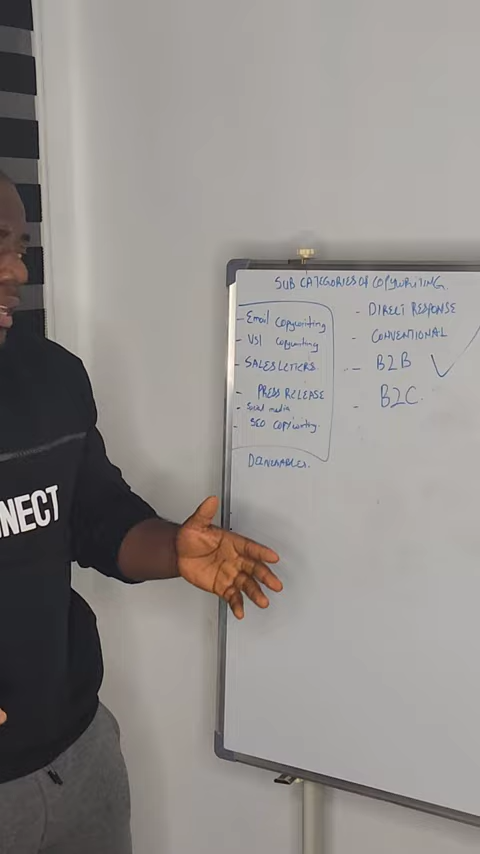 SUB CATEGORIES OF COPYWRITING.
- Email copywriting
- VSl copywriting
- SALES LETTERS
- PRESS RELEASE
- Social media
- SEO copywriting.
- DIRECT RESPONSE
- CONVENTIONAL
- B2B
- B2C.
NNECT